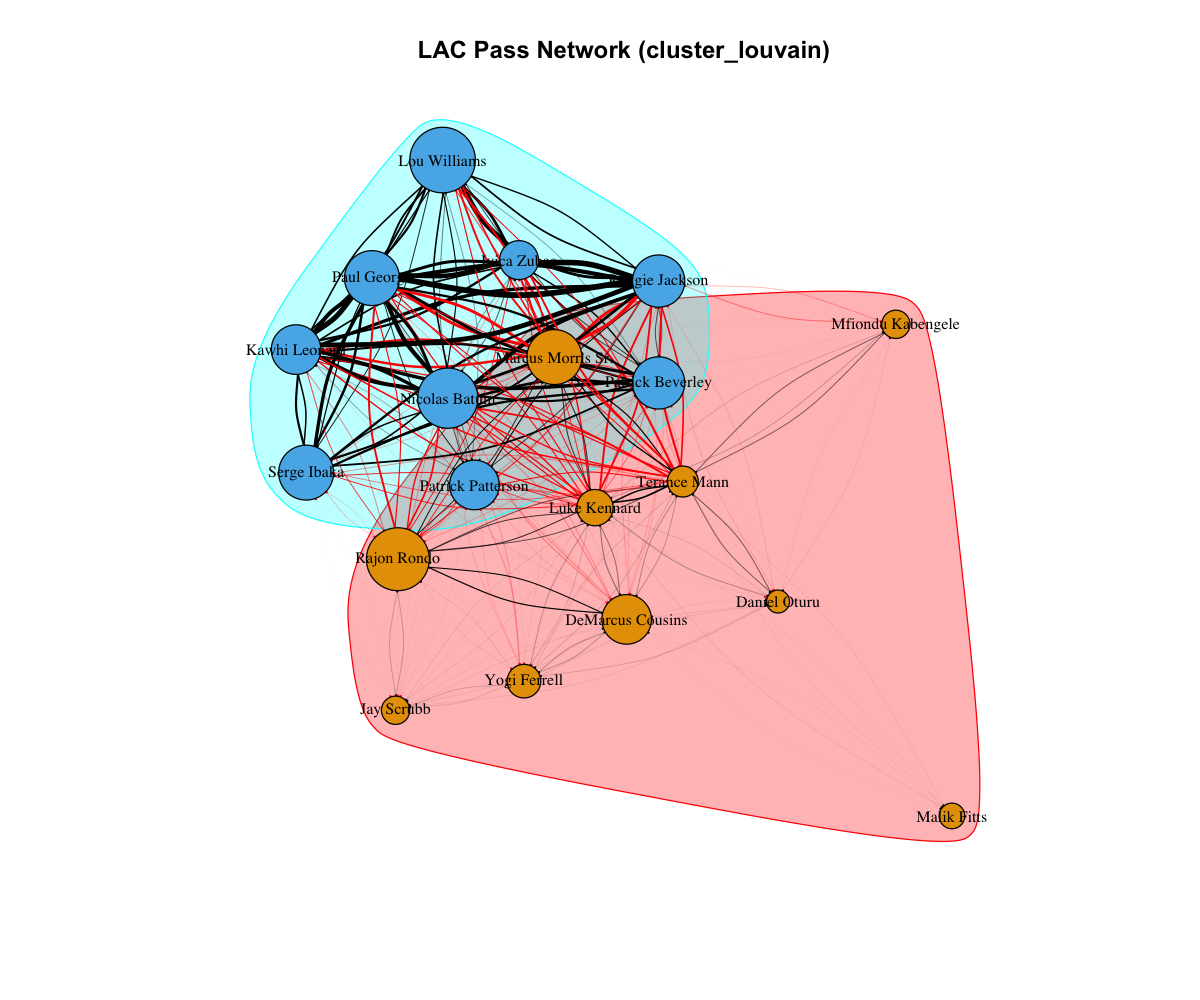 LAC Pass Network (cluster_louvain)
Lou Williams
Ivica Zubac
Paul George
Reggie Jackson
Mfiondu Kabengele
Kawhi Leonard
Marcus Morris Sr.
Patrick Beverley
Nicolas Batum
Serge Ibaka
Patrick Patterson
Terance Mann
Luke Kennard
Rajon Rondo
Daniel Oturu
DeMarcus Cousins
Yogi Ferrell
Jay Scrubb
Malik Fitts